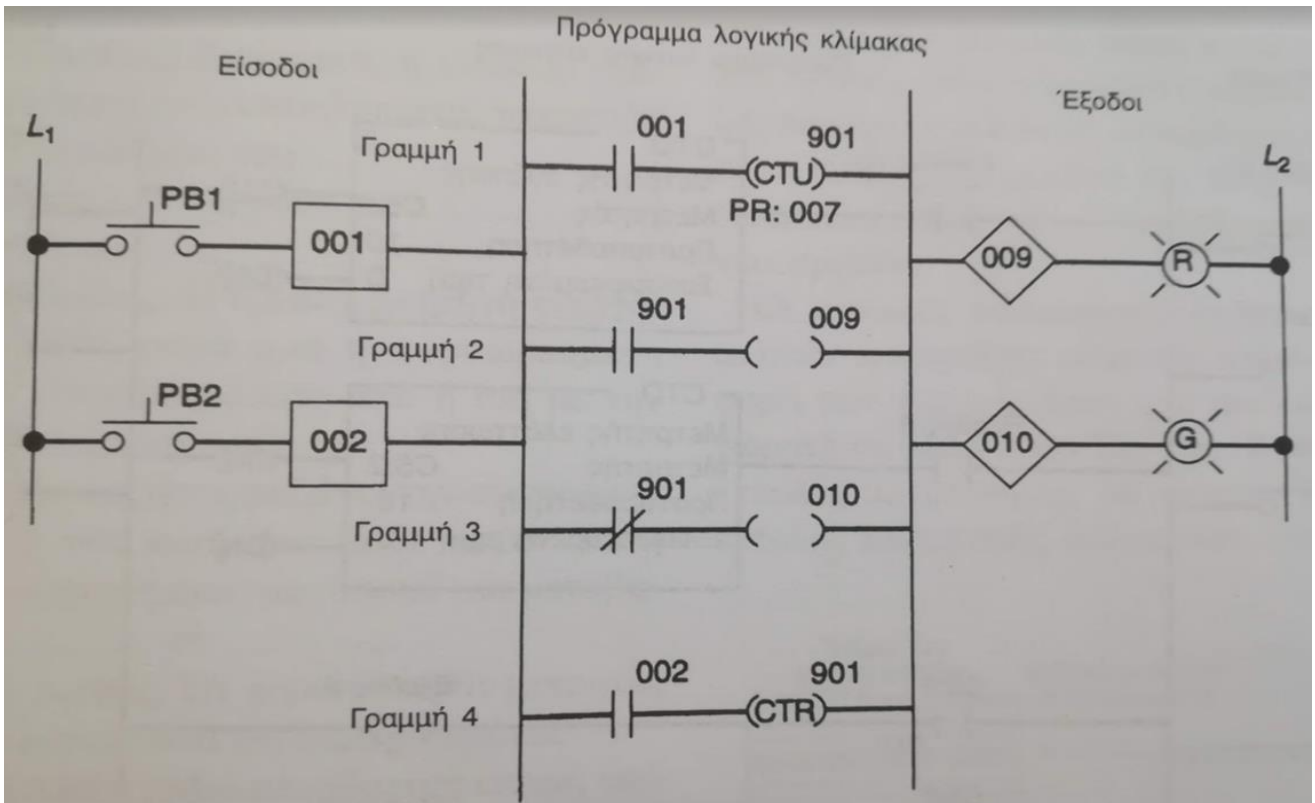 Πρόγραμμα λογικής κλίμακας
Είσοδοι
Έξοδοι
L1
L2
Γραμμή 1
001
901
(CTU)
PR: 007
PB1
001
009
R
Γραμμή 2
901
009
PB2
002
010
G
Γραμμή 3
901
010
Γραμμή 4
002
901
(CTR)